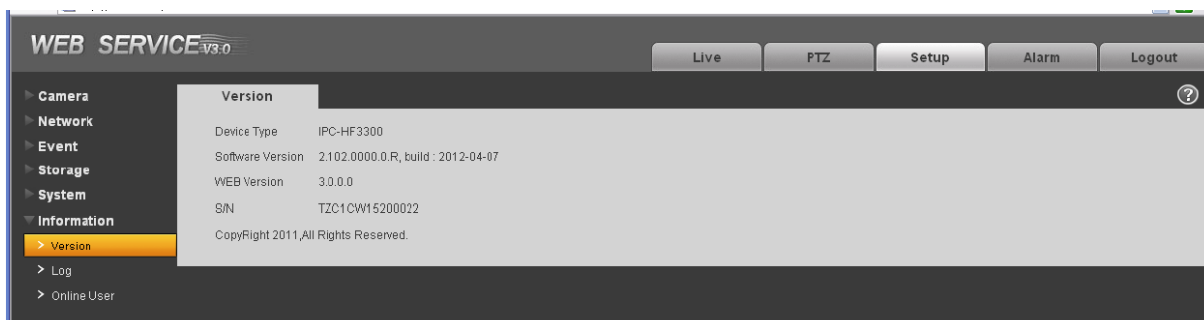 WEB SERVICE V3.0
Live PTZ Setup Alarm Logout
Camera
Network
Event
Storage
System
Information
> Version
> Log
> Online User
Version
?
Device Type IPC-HF3300
Software Version 2.102.0000.0.R, build : 2012-04-07
WEB Version 3.0.0.0
S/N TZC1CW15200022
CopyRight 2011,All Rights Reserved.